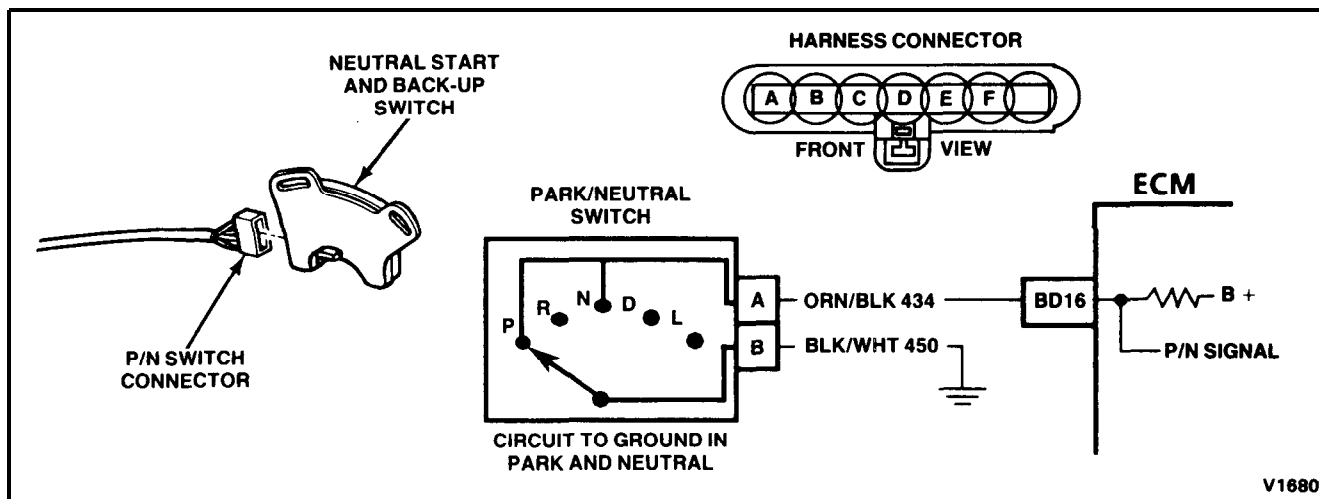 NEUTRAL START
AND BACK-UP
SWITCH
P/N SWITCH
CONNECTOR
HARNESS CONNECTOR
A B C D E F
FRONT VIEW
PARK/NEUTRAL
SWITCH
P R N D L
A
B
CIRCUIT TO GROUND IN
PARK AND NEUTRAL
ORN/BLK 434
BLK/WHT 450
ECM
BD16
B +
P/N SIGNAL
V1680